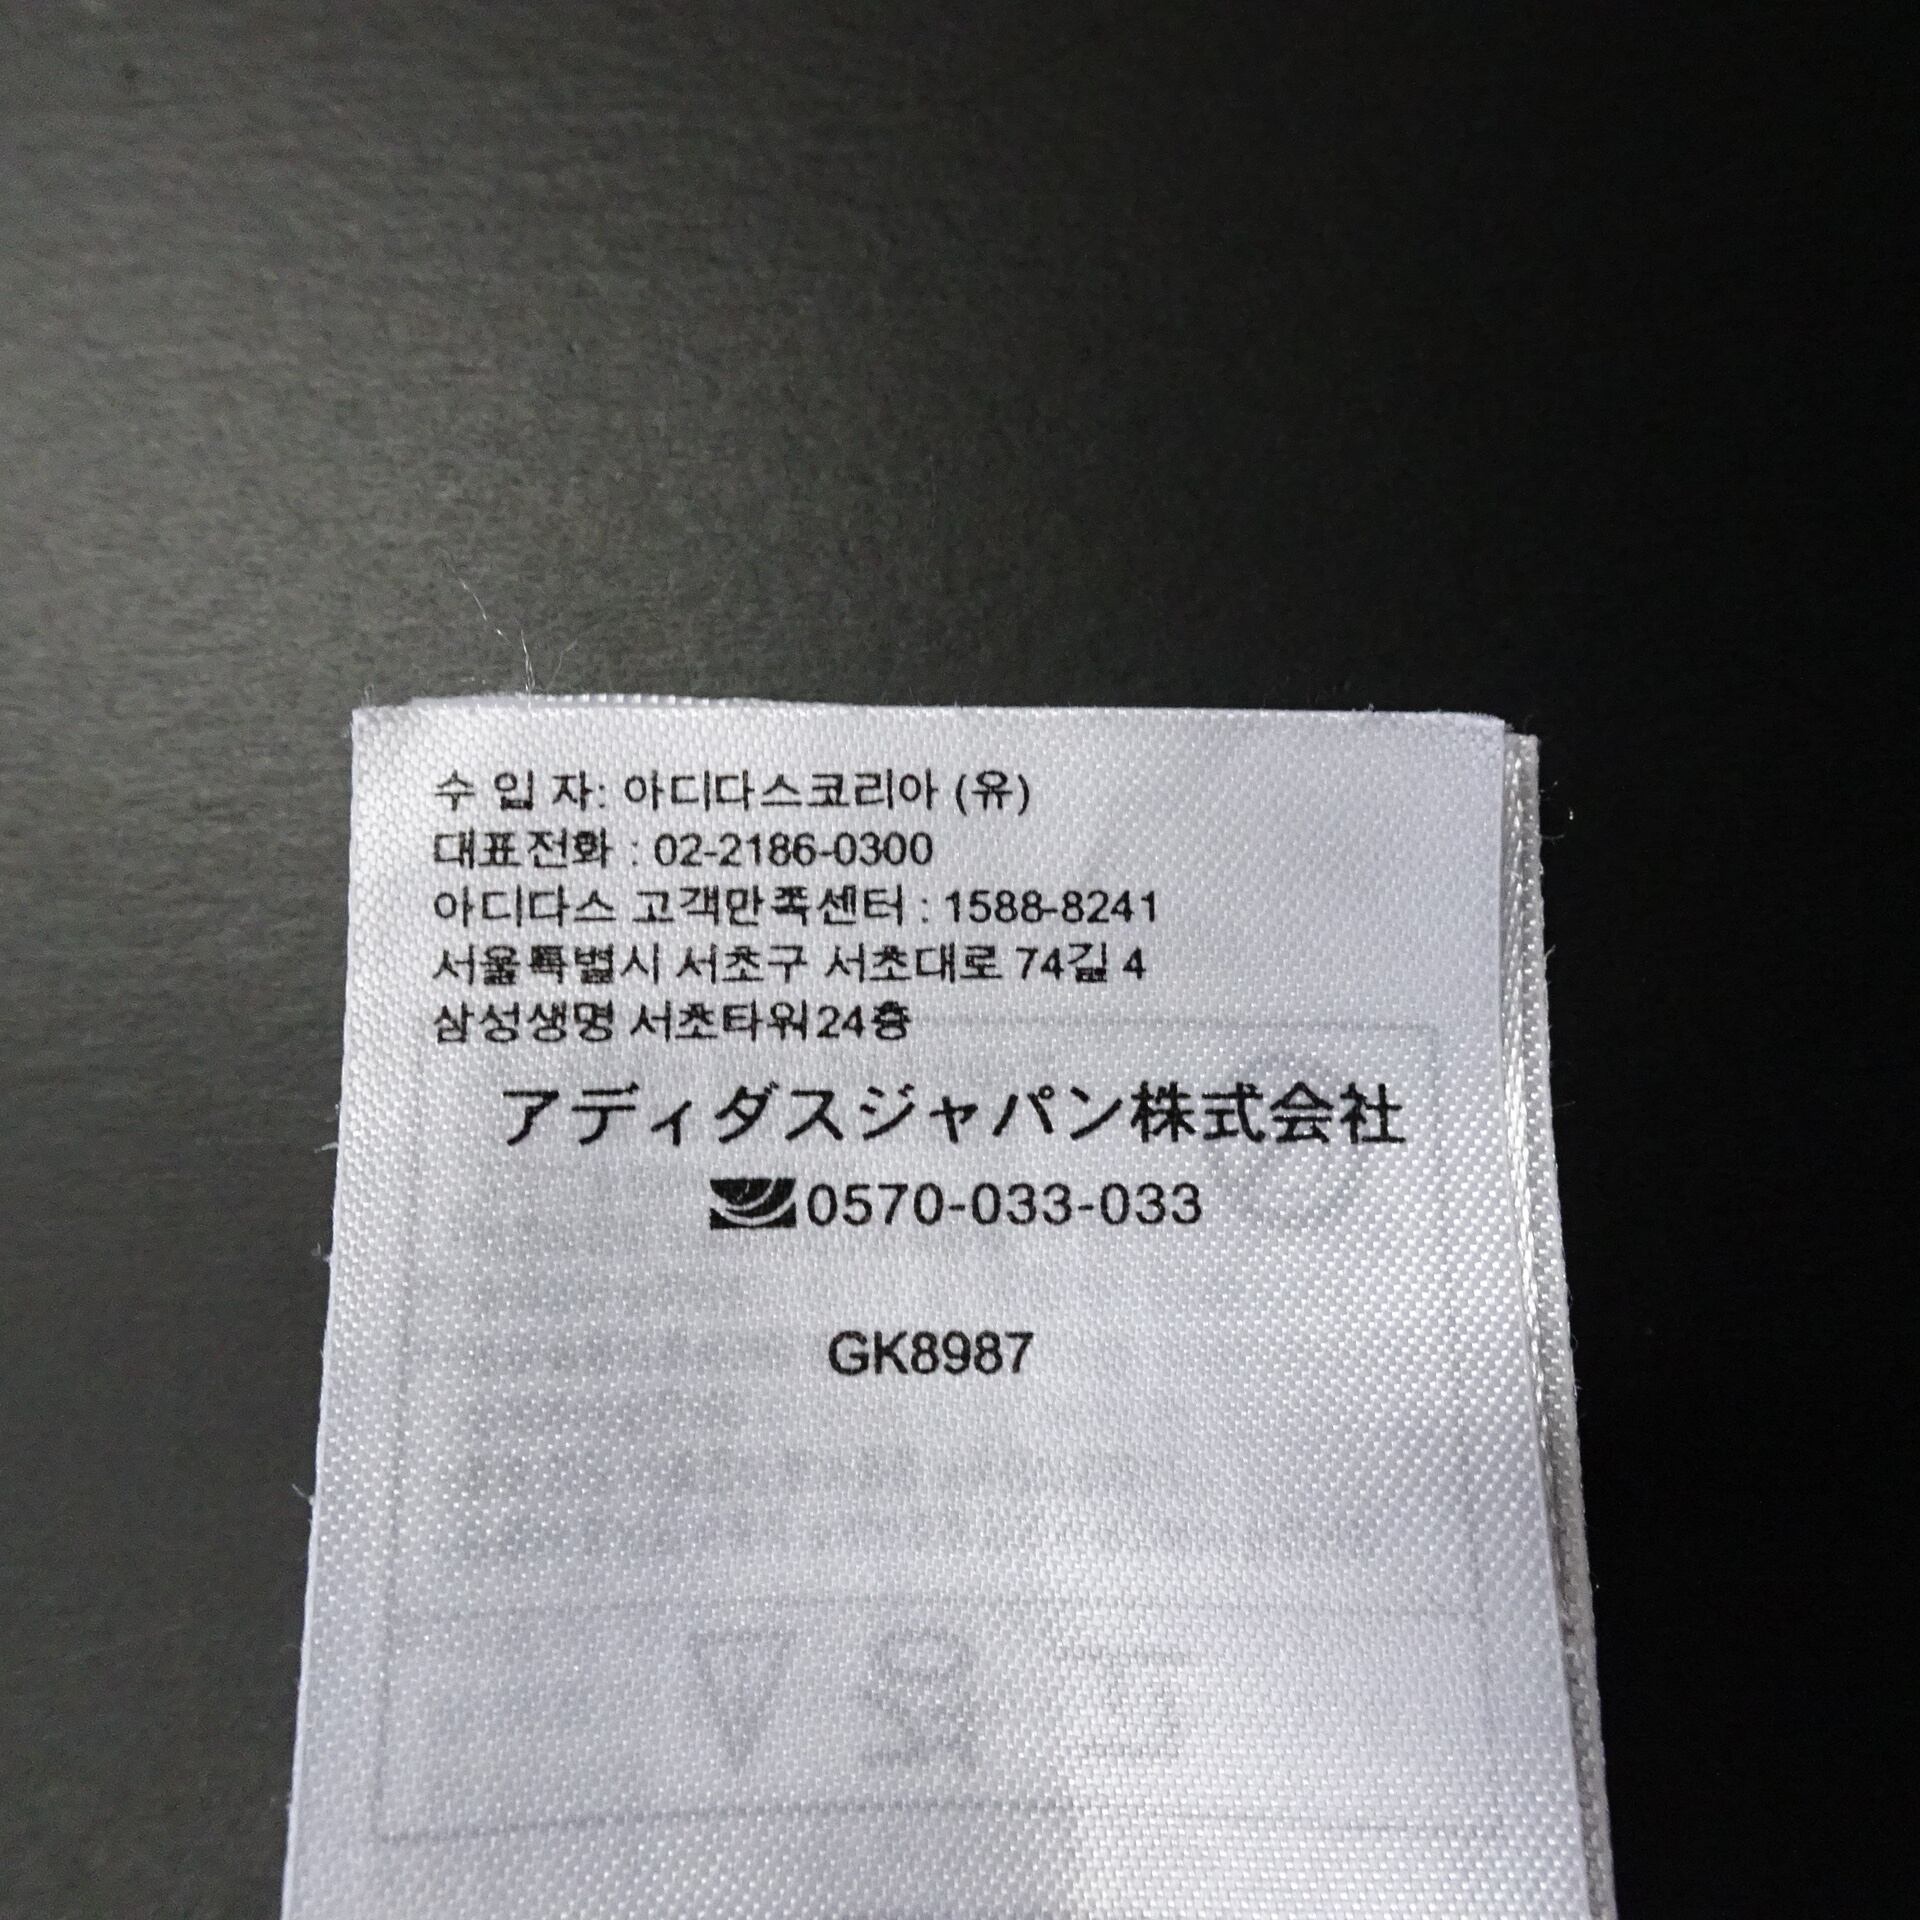 수 입 자: 아디다스코리아 (유)
대표전화 : 02-2186-0300
아디다스 고객만족센터 : 1588-8241
서울특별시 서초구 서초대로 74길 4
삼성생명 서초타워24층
アディダスジャパン株式会社
0570-033-033
GK8987